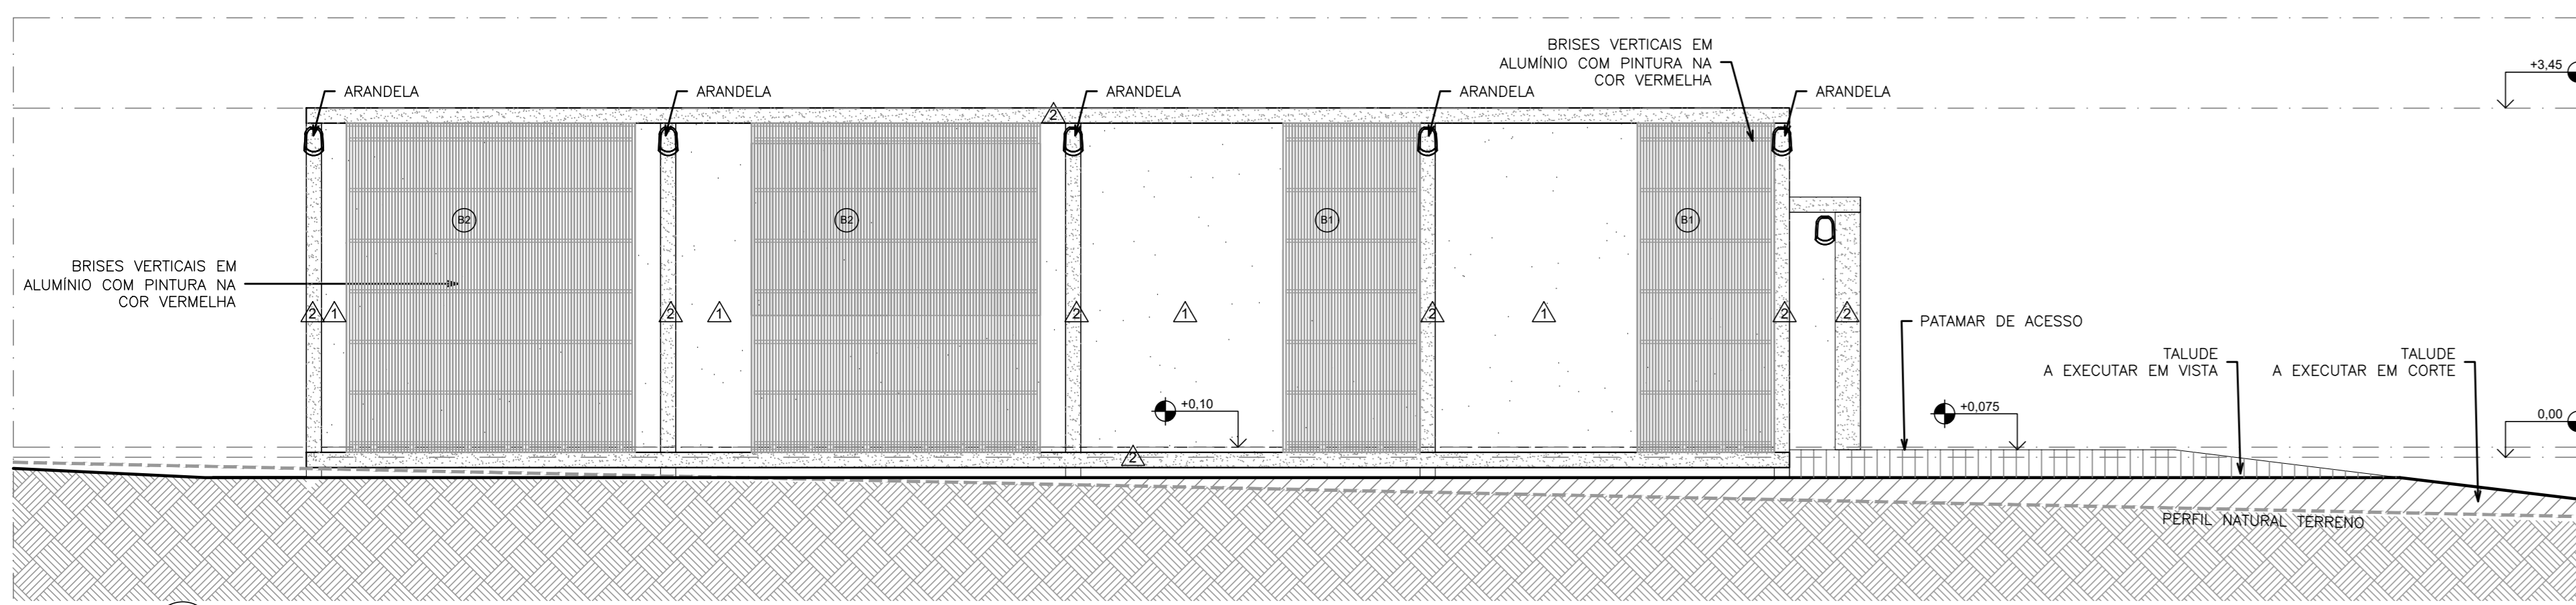 BRISES VERTICAIS EM
ALUMÍNIO COM PINTURA NA
COR VERMELHA
+3,45
ARANDELA
ARANDELA
ARANDELA
ARANDELA
ARANDELA
2
B2
B2
B1
B1
BRISES VERTICAIS EM
ALUMÍNIO COM PINTURA NA
COR VERMELHA
2
1
2
1
2
1
2
1
2
2
PATAMAR DE ACESSO
TALUDE
A EXECUTAR EM VISTA
TALUDE
A EXECUTAR EM CORTE
+0,10
+0,075
0,00
2
PERFIL NATURAL TERRENO